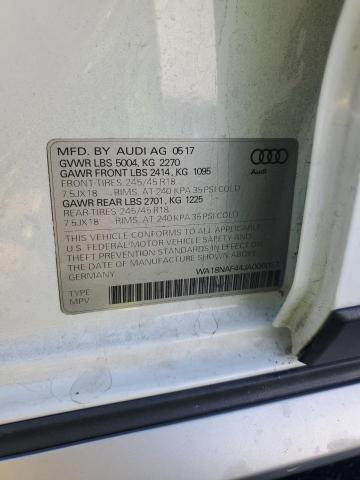 MFD. BY AUDI AG 05 17
GVWR LBS 5004, KG 2270
GAWR FRONT LBS 2414, KG 1095
FRONT TIRES: 245/45 R18
7.5JX18 RIMS, AT 240 KPA 35 PSI COLD
GAWR REAR LBS 2701, KG 1225
REAR TIRES: 245/45 R18
7.5JX18 RIMS, AT 240 KPA 35 PSI COLD
THIS VEHICLE CONFORMS TO ALL APPLICABLE
U.S. FEDERAL MOTOR VEHICLE SAFETY AND
THEFT PREVENTION STANDARDS IN EFFECT ON THE DATE OF
MANUFACTURE SHOWN ABOVE.
TYPE
MPV
Audi